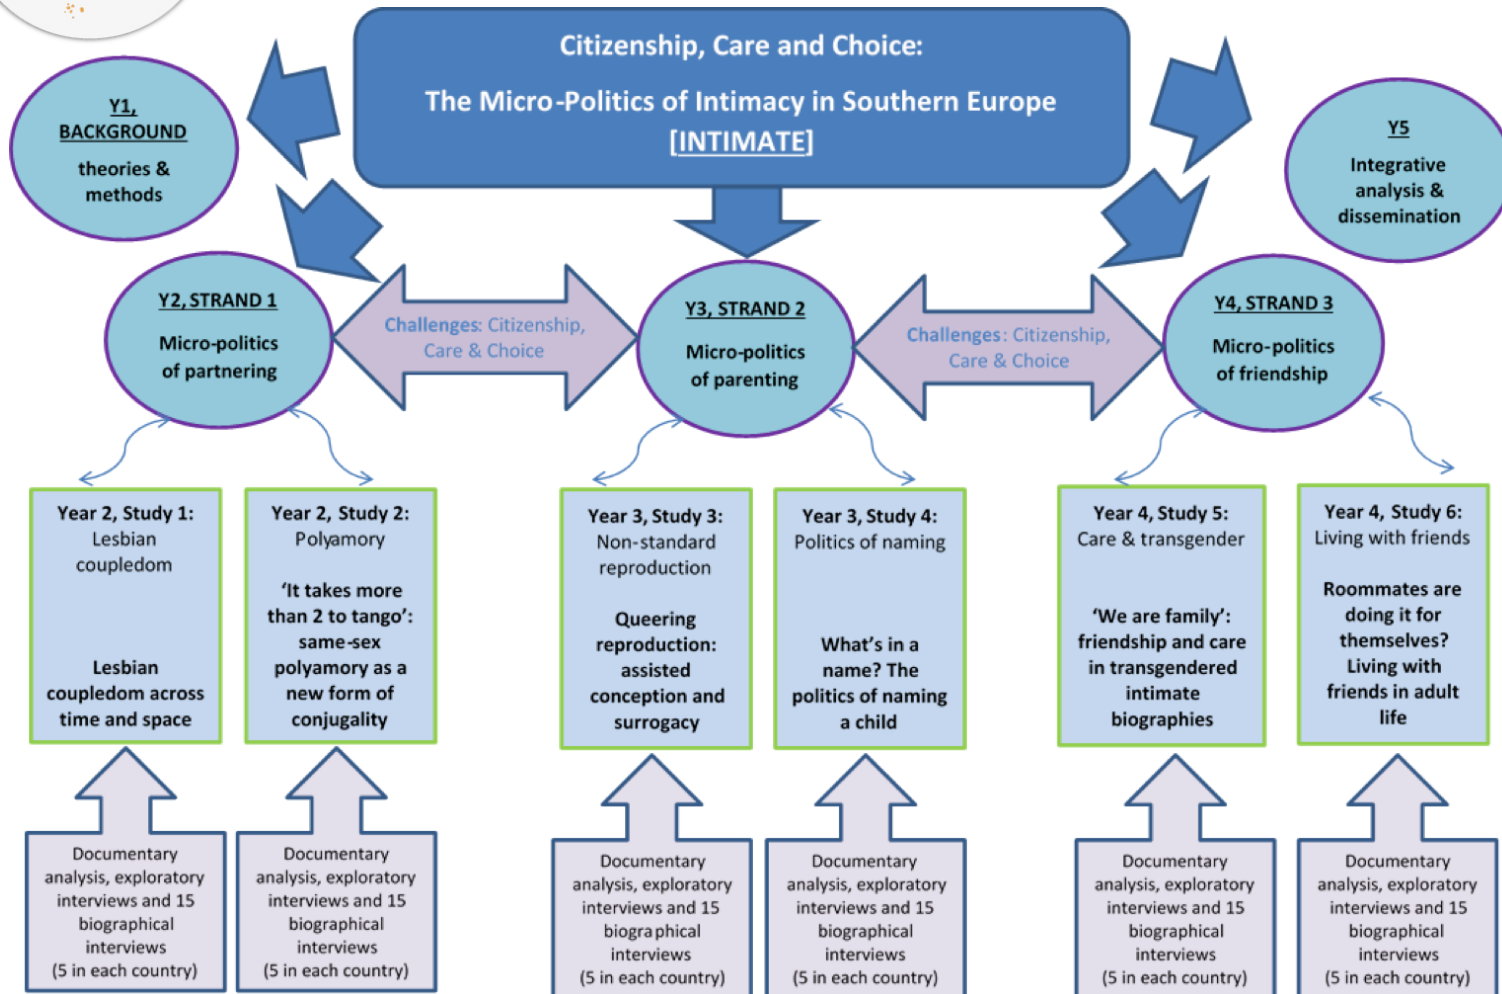 Citizenship, Care and Choice:
The Micro-Politics of Intimacy in Southern Europe
[INTIMATE]
Y1,
BACKGROUND
theories &
methods
Y5
Integrative
analysis &
dissemination
Y2, STRAND 1
Micro-politics
of partnering
Challenges: Citizenship,
Care & Choice
Y3, STRAND 2
Micro-politics
of parenting
Challenges: Citizenship,
Care & Choice
Y4, STRAND 3
Micro-politics
of friendship
Year 2, Study 1:
Lesbian
coupledom
Lesbian
coupledom across
time and space
Year 2, Study 2:
Polyamory
‘It takes more
than 2 to tango’:
same-sex
polyamory as a
new form of
conjugality
Year 3, Study 3:
Non-standard
reproduction
Queering
reproduction:
assisted
conception and
surrogacy
Year 3, Study 4:
Politics of naming
What’s in a
name? The
politics of naming
a child
Year 4, Study 5:
Care & transgender
‘We are family’:
friendship and care
in transgendered
intimate
biographies
Year 4, Study 6:
Living with friends
Roommates are
doing it for
themselves?
Living with
friends in adult
life
Documentary
analysis, exploratory
interviews and 15
biographical
interviews
(5 in each country)
Documentary
analysis, exploratory
interviews and 15
biographical
interviews
(5 in each country)
Documentary
analysis, exploratory
interviews and 15
biographical
interviews
(5 in each country)
Documentary
analysis, exploratory
interviews and 15
biographical
interviews
(5 in each country)
Documentary
analysis, exploratory
interviews and 15
biographical
interviews
(5 in each country)
Documentary
analysis, exploratory
interviews and 15
biographical
interviews
(5 in each country)